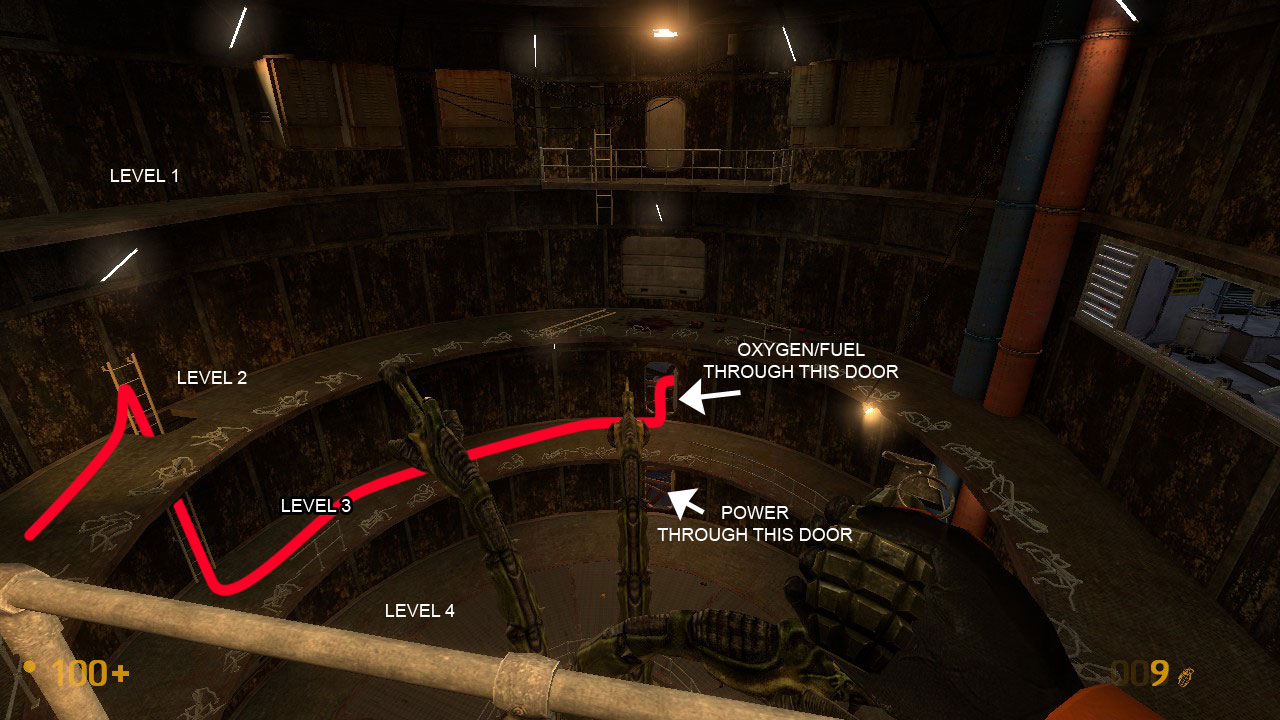 LEVEL 1
OXYGEN/FUEL
THROUGH THIS DOOR
LEVEL 2
LEVEL 3
POWER
THROUGH THIS DOOR
LEVEL 4
100+
009